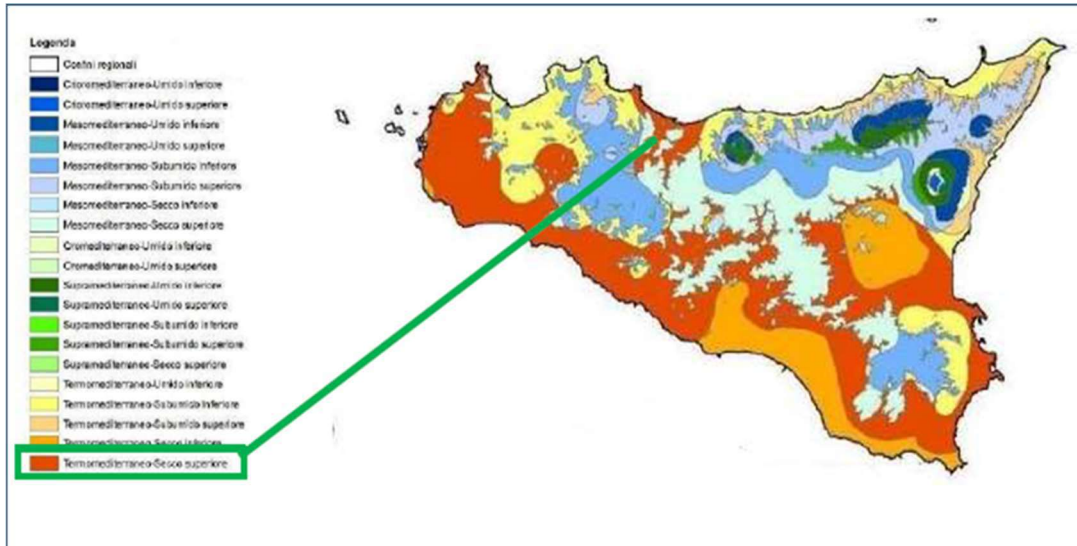 Legenda
Confini regionali
Crioromediterraneo-Umido inferiore
Crioromediterraneo-Umido superiore
Mesomediterraneo-Umido inferiore
Mesomediterraneo-Umido superiore
Mesomediterraneo-Subumido inferiore
Mesomediterraneo-Subumido superiore
Mesomediterraneo-Secco inferiore
Mesomediterraneo-Secco superiore
Cromediterraneo-Umido inferiore
Cromediterraneo-Umido superiore
Supramediterraneo-Umido inferiore
Supramediterraneo-Umido superiore
Supramediterraneo-Subumido inferiore
Supramediterraneo-Subumido superiore
Supramediterraneo-Secco superiore
Termomediterraneo-Umido inferiore
Termomediterraneo-Subumido inferiore
Termomediterraneo-Subumido superiore
Termomediterraneo-Secco inferiore
Termomediterraneo-Secco superiore